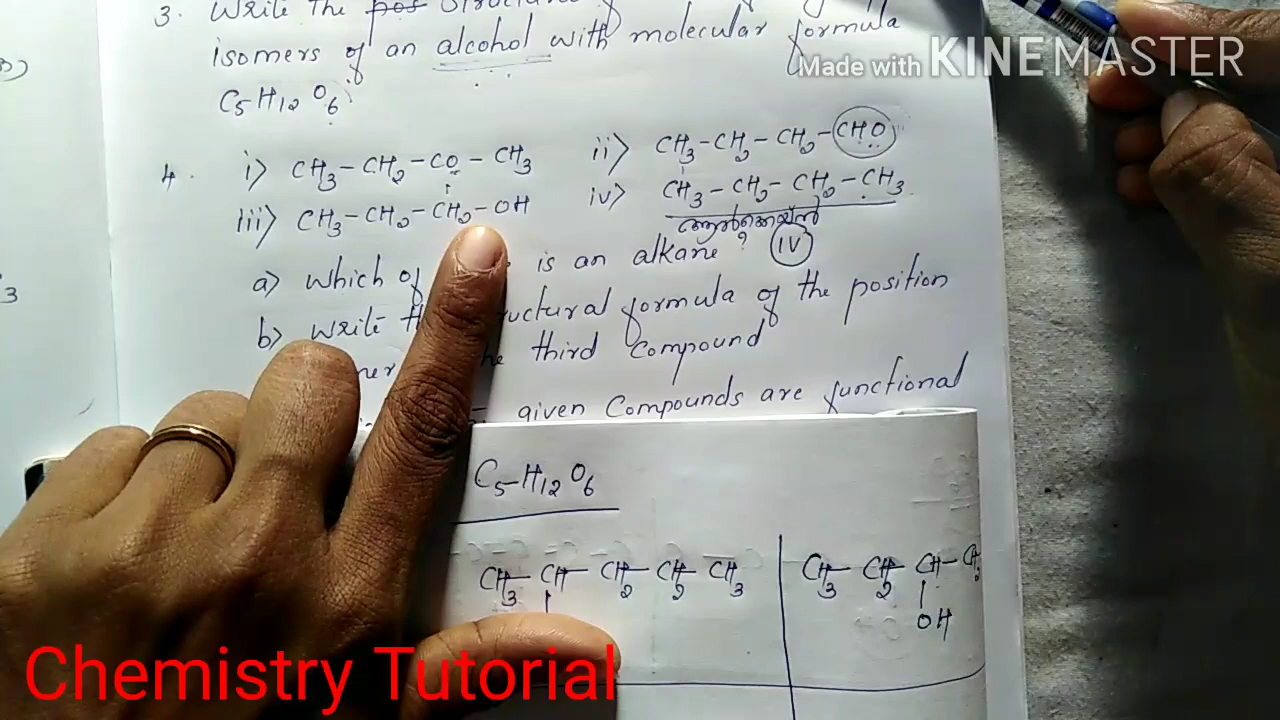 3. Write the pos Structure
isomers of an alcohol with molecular formula
Made with KINEMASTER
C5H12O6
4. i) CH3-CH2-CO-CH3 ii) CH3-CH2-CH2-CHO
iii) CH3-CH2-CH2-OH iv) CH3-CH2-CH2-CH3
a) Which of is an alkane? IV
b) Write structural formula of the position
third Compound
given Compounds are functional
C5H12O6
CH3-CH-CH2-CH2-CH3
CH3-CH2-CH-
OH
Chemistry Tutorial